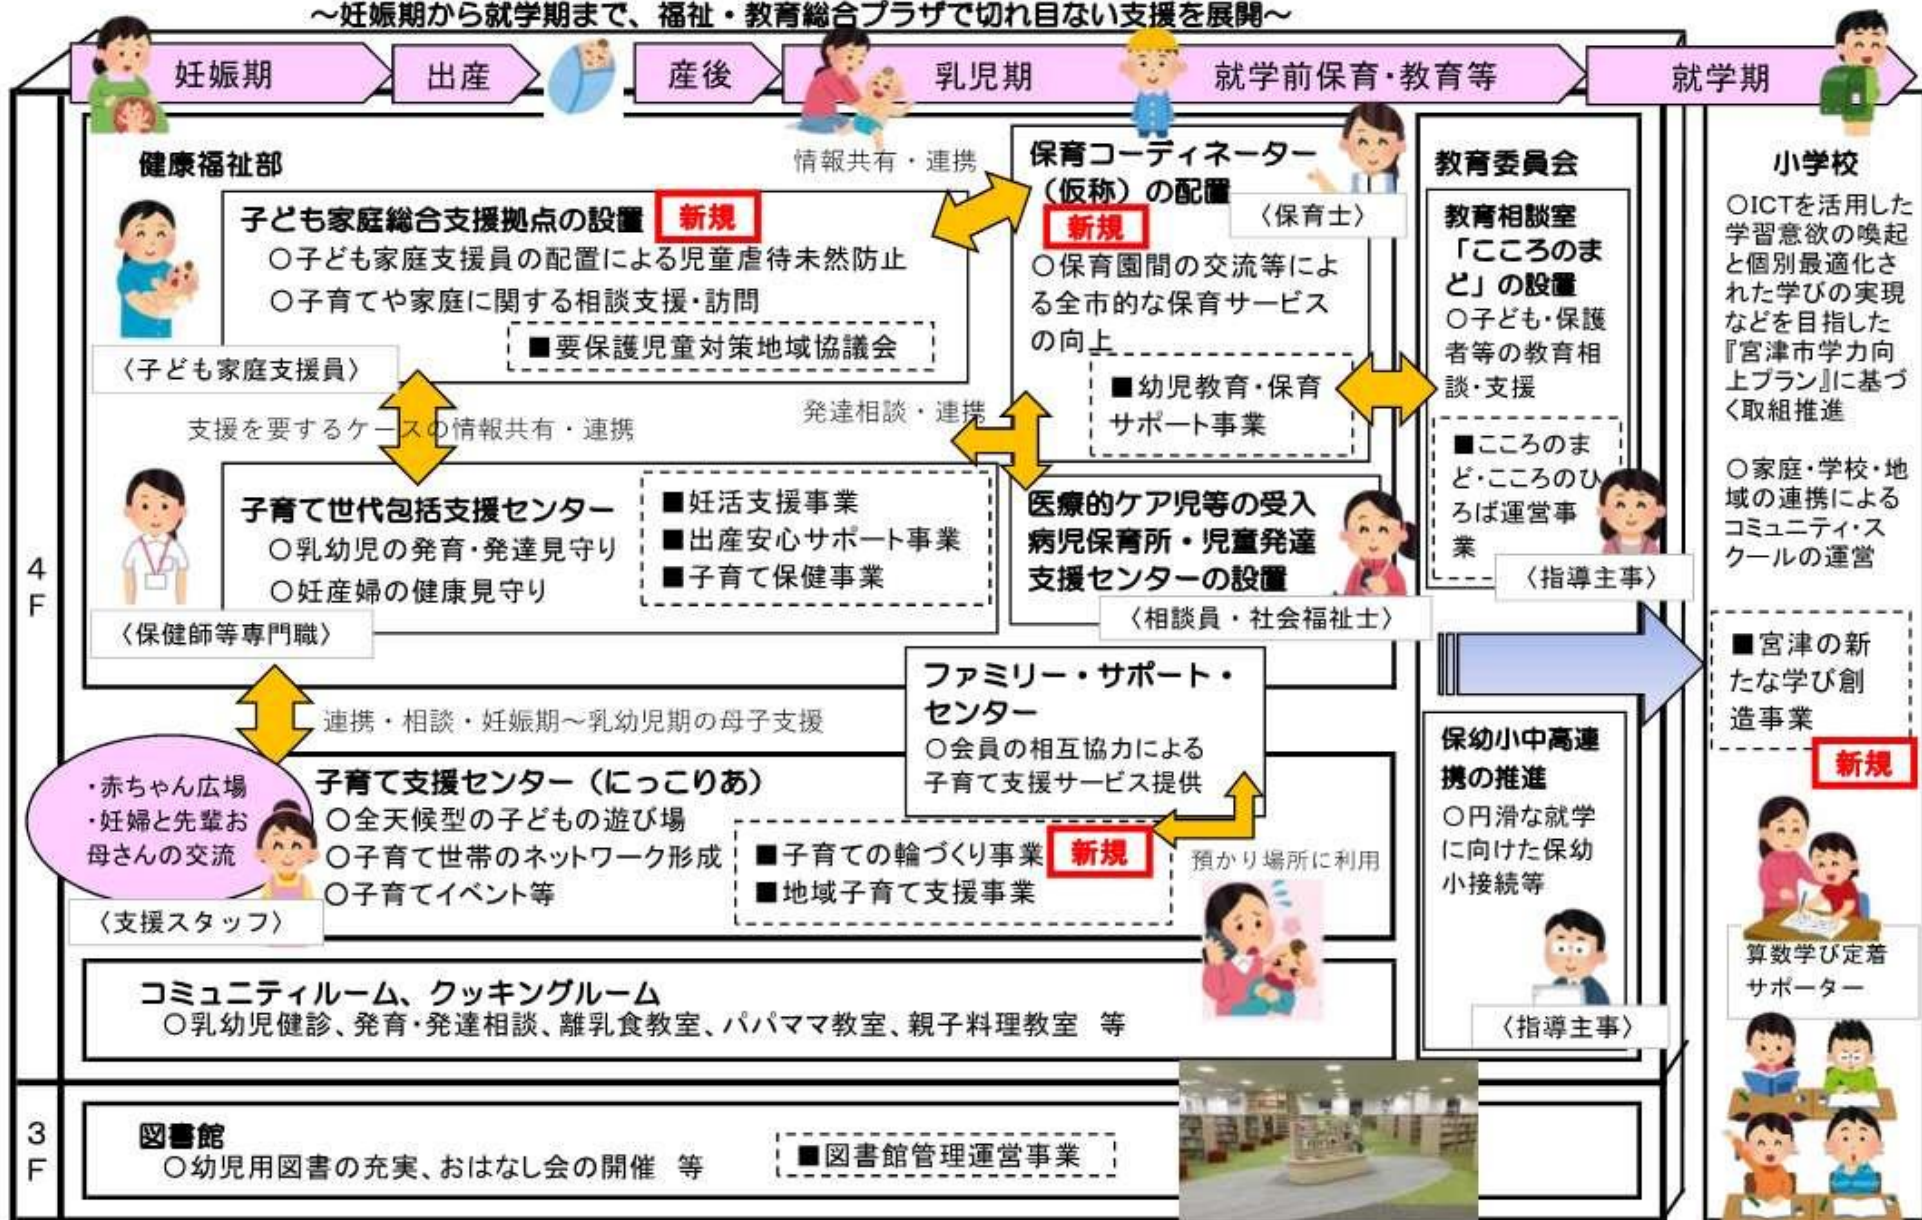 ～妊娠期から就学期まで、福祉・教育総合プラザで切れ目ない支援を展開～
妊娠期
出産
産後
乳児期
就学前保育・教育等
就学期
4F
健康福祉部
子ども家庭総合支援拠点の設置
新規
○子ども家庭支援員の配置による児童虐待未然防止
○子育てや家庭に関する相談支援・訪問
■要保護児童対策地域協議会
〈子ども家庭支援員〉
情報共有・連携
支援を要するケースの情報共有・連携
発達相談・連携
子育て世代包括支援センター
○乳幼児の発育・発達見守り
○妊産婦の健康見守り
■妊活支援事業
■出産安心サポート事業
■子育て保健事業
〈保健師等専門職〉
保育コーディネーター
（仮称）の配置
新規
〈保育士〉
○保育園間の交流等によ
る全市的な保育サービス
の向上
■幼児教育・保育
サポート事業
医療的ケア児等の受入
病児保育所・児童発達
支援センターの設置
〈相談員・社会福祉士〉
連携・相談・妊娠期～乳幼児期の母子支援
・赤ちゃん広場
・妊婦と先輩お
母さんの交流
〈支援スタッフ〉
子育て支援センター（にっこりあ）
○全天候型の子どもの遊び場
○子育て世帯のネットワーク形成
○子育てイベント等
■子育ての輪づくり事業
新規
■地域子育て支援事業
ファミリー・サポート・
センター
○会員の相互協力による
子育て支援サービス提供
預かり場所に利用
コミュニティルーム、クッキングルーム
○乳幼児健診、発育・発達相談、離乳食教室、パパママ教室、親子料理教室 等
教育委員会
教育相談室
「こころのま
ど」の設置
○子ども・保護
者等の教育相
談・支援
■こころのま
ど・こころのひ
ろば運営事
業
〈指導主事〉
保幼小中高連
携の推進
○円滑な就学
に向けた保幼
小接続等
〈指導主事〉
3F
図書館
○幼児用図書の充実、おはなし会の開催 等
■図書館管理運営事業
小学校
○ICTを活用した
学習意欲の喚起
と個別最適化さ
れた学びの実現
などを目指した
『宮津市学力向
上プラン』に基づ
く取組推進
○家庭・学校・地
域の連携による
コミュニティ・ス
クールの運営
■宮津の新
たな学び創
造事業
新規
算数学び定着
サポーター